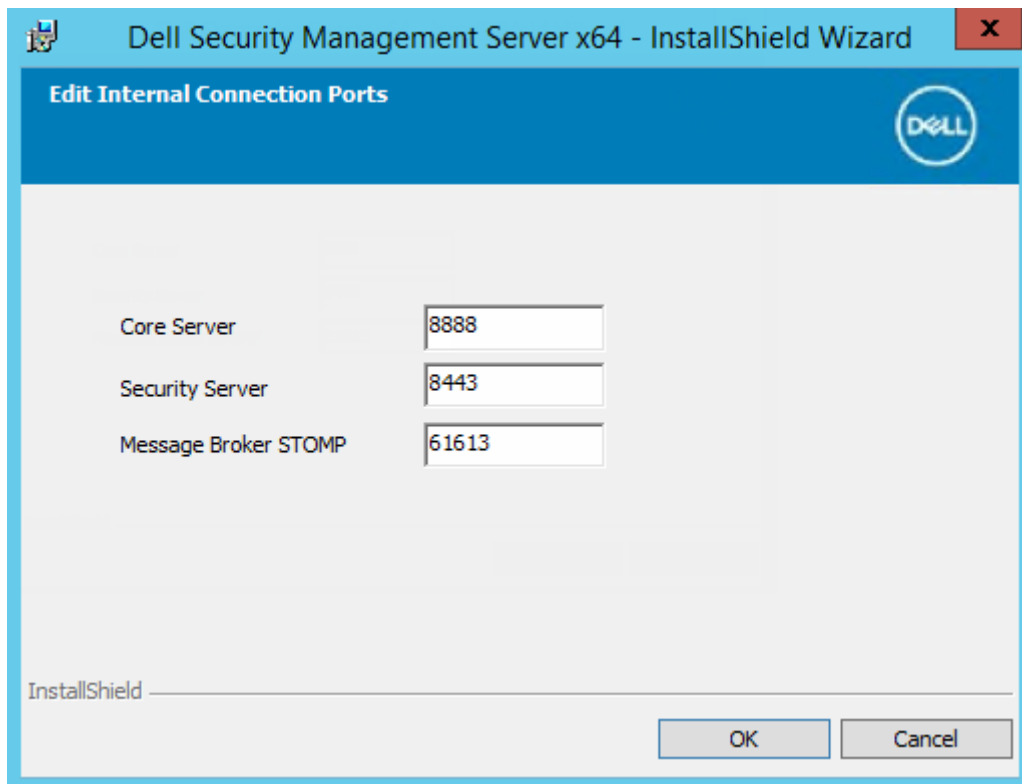 Dell Security Management Server x64 - InstallShield Wizard
x
Edit Internal Connection Ports
DELL
Core Server 8888
Security Server 8443
Message Broker STOMP 61613
InstallShield
OK Cancel